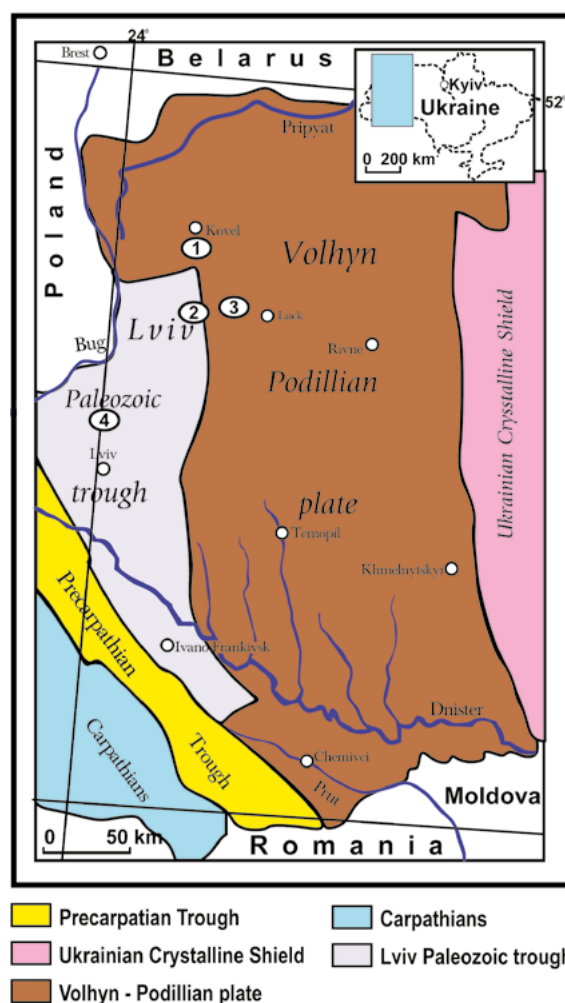 24°
Brest
Belarus
52°
Kyiv
Ukraine
0 200 km
Pripyat
Poland
Kovel
1
Volhyn
2
3
Lviv
Luck
Bug
Rivne
Podillian
Paleozoic
4
Lviv
trough
plate
Ternopil
Khmelnytskyi
Ukrainian Crysstalline Shield
Precarpathian
Trough
Ivano Frankivsk
Dnister
Carpathians
Chernivci
Prut
Moldova
0 50 km
Romania
Precarpatian Trough
Carpathians
Ukrainian Crystalline Shield
Lviv Paleozoic trough
Volhyn - Podillian plate